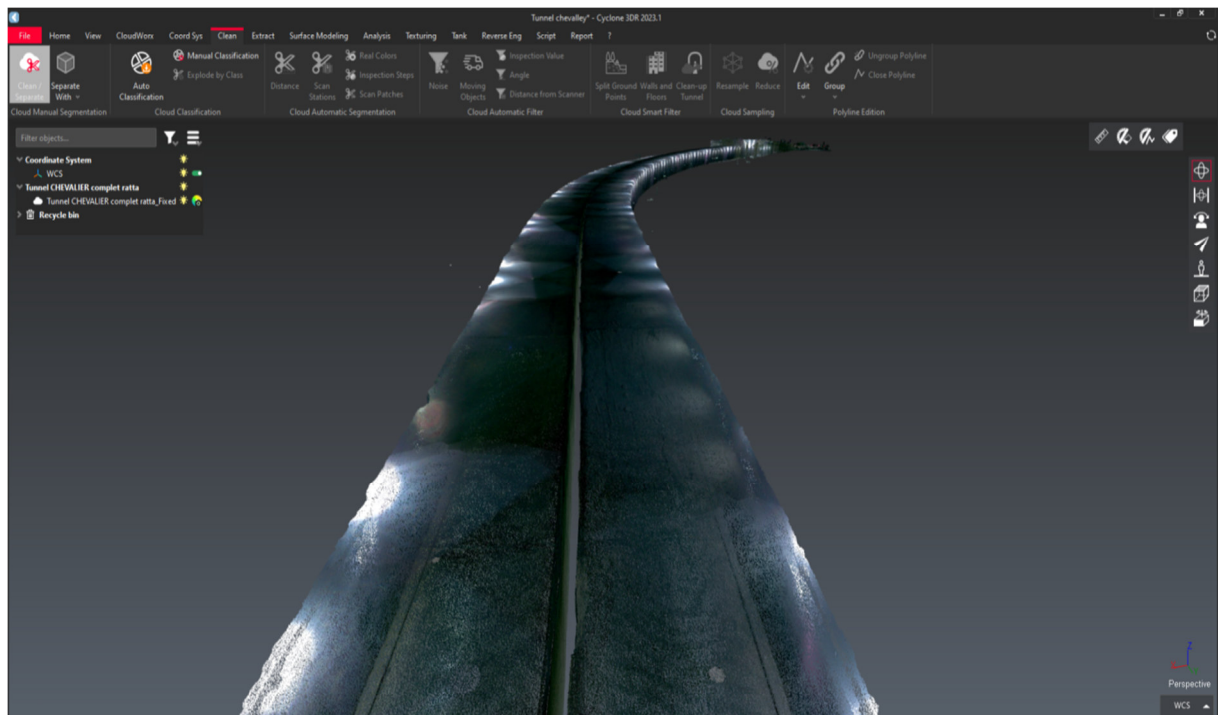 Tunnel chevalley* - Cyclone 3DR 2023.1
File Home View CloudWorx Coord Sys Clean Extract Surface Modeling Analysis Texturing Tank Reverse Eng Script Report ?
Clean / Separate
Separate With
Cloud Manual Segmentation
Auto Classification
Manual Classification
Explode by Class
Cloud Classification
Distance
Scan Stations
Real Colors
Inspection Steps
Scan Patches
Cloud Automatic Segmentation
Noise
Moving Objects
Inspection Value
Angle
Distance from Scanner
Cloud Automatic Filter
Split Ground Points
Walls and Floors
Clean-up Tunnel
Cloud Smart Filter
Resample
Reduce
Cloud Sampling
Edit
Group
Ungroup Polyline
Close Polyline
Polyline Edition
Filter objects...
Coordinate System
WCS
Tunnel CHEVALIER complet ratta
Tunnel CHEVALIER complet ratta_Fixed
Recycle bin
Z
Perspective
WCS